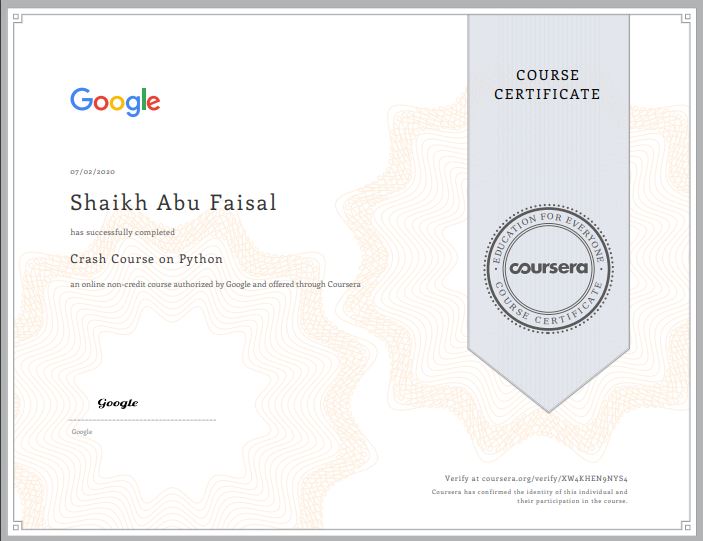 Google
COURSE
CERTIFICATE
07/02/2020
Shaikh Abu Faisal
has successfully completed
Crash Course on Python
an online non-credit course authorized by Google and offered through Coursera
EDUCATION FOR EVERYONE
coursera
COURSE CERTIFICATE
Google
Google
Verify at coursera.org/verify/XW4KHEN9NYS4
Coursera has confirmed the identity of this individual and
their participation in the course.